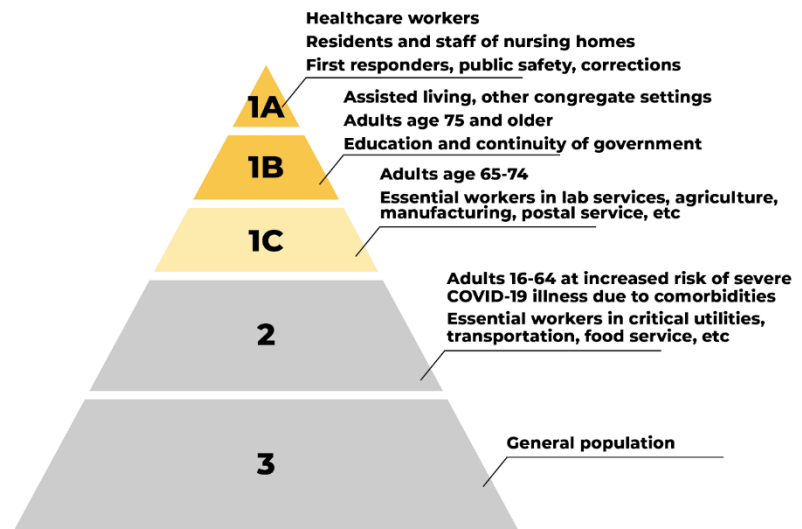 Healthcare workers
Residents and staff of nursing homes
First responders, public safety, corrections
1A
Assisted living, other congregate settings
Adults age 75 and older
Education and continuity of government
1B
Adults age 65-74
Essential workers in lab services, agriculture,
manufacturing, postal service, etc
1C
Adults 16-64 at increased risk of severe
COVID-19 illness due to comorbidities
Essential workers in critical utilities,
transportation, food service, etc
2
General population
3